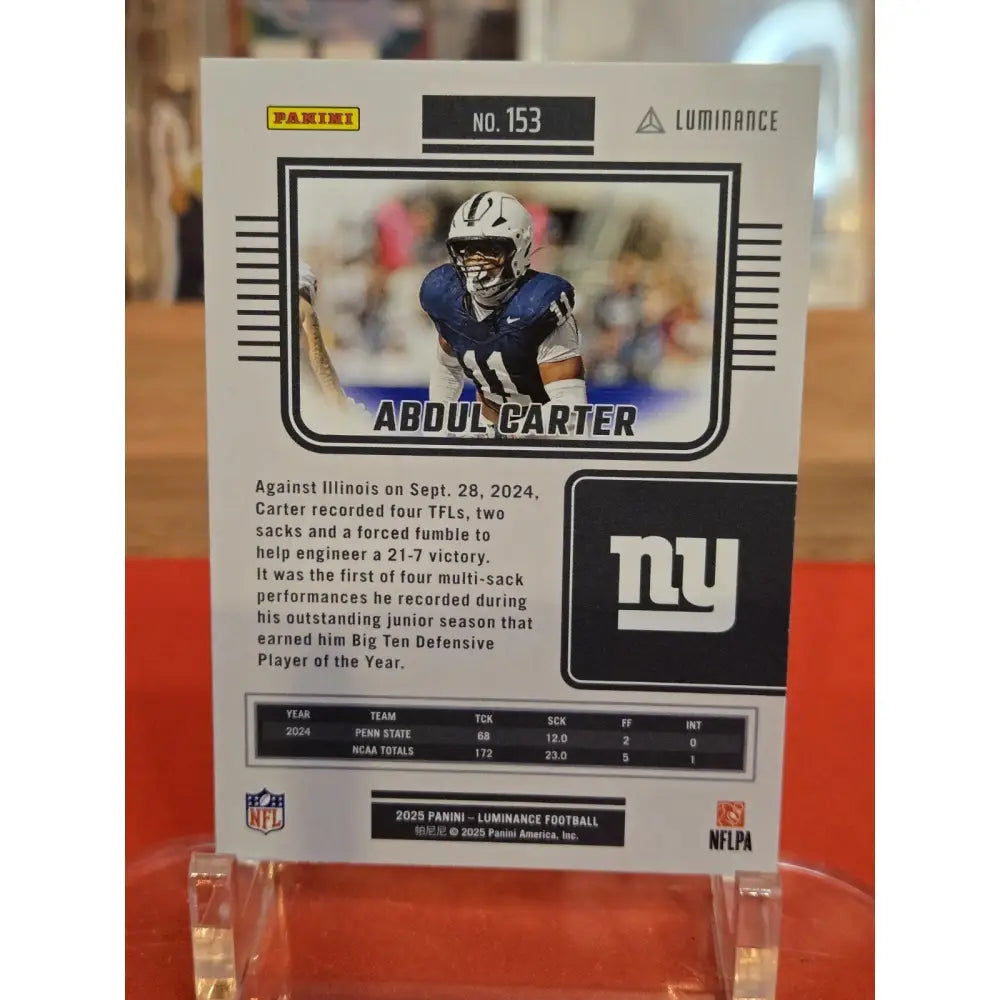 PANINI
NO. 153
LUMINANCE
11
11
ABDUL CARTER
Against Illinois on Sept. 28, 2024,
Carter recorded four TFLs, two
sacks and a forced fumble to
help engineer a 21-7 victory.
It was the first of four multi-sack
performances he recorded during
his outstanding junior season that
earned him Big Ten Defensive
Player of the Year.
ny
YEAR TEAM TCK SCK FF INT
2024 PENN STATE 68 12.0 2 0
NCAA TOTALS 172 23.0 5 1
NFL
2025 PANINI – LUMINANCE FOOTBALL
帕尼尼 © 2025 Panini America, Inc.
NFLPA